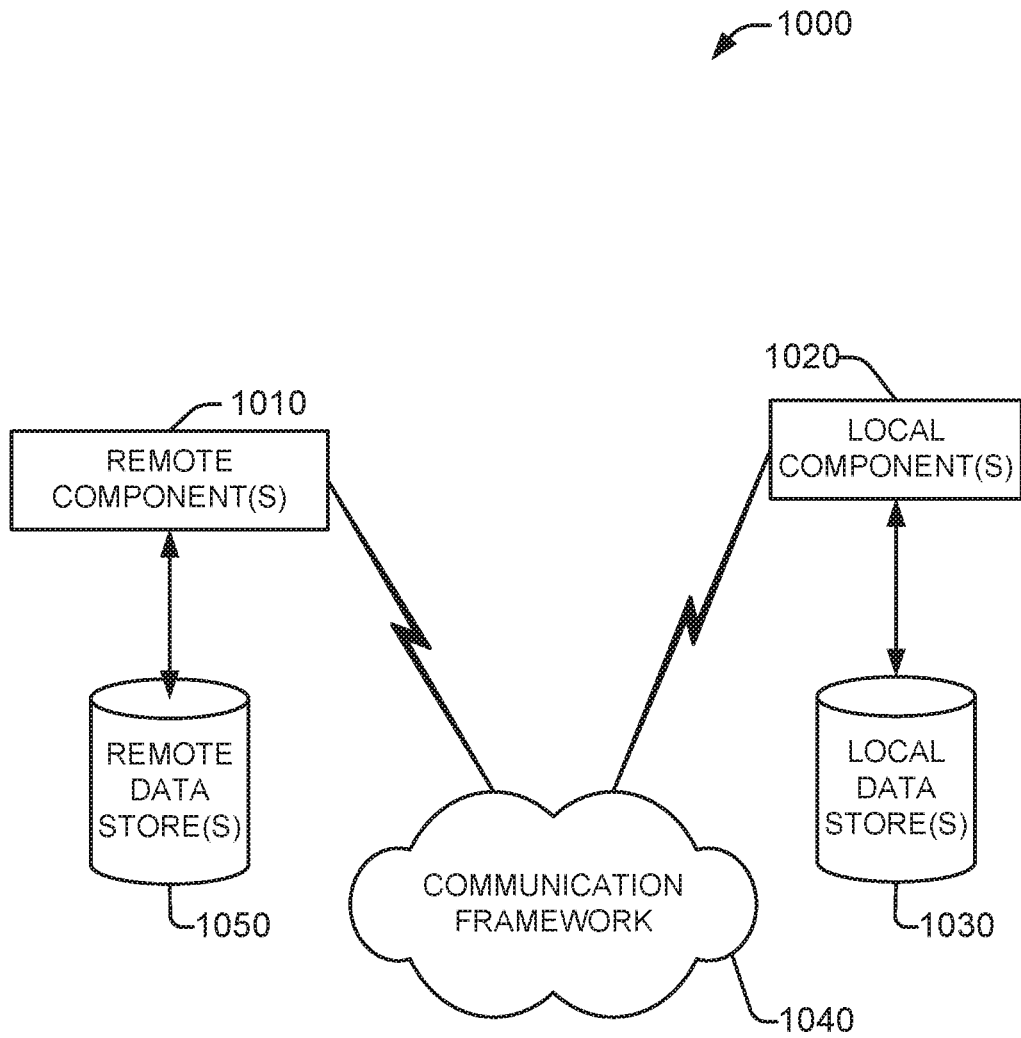 1000
1020
1010
LOCAL
COMPONENT(S)
REMOTE
COMPONENT(S)
REMOTE
DATA
STORE(S)
LOCAL
DATA
STORE(S)
COMMUNICATION
FRAMEWORK
1050
1030
1040